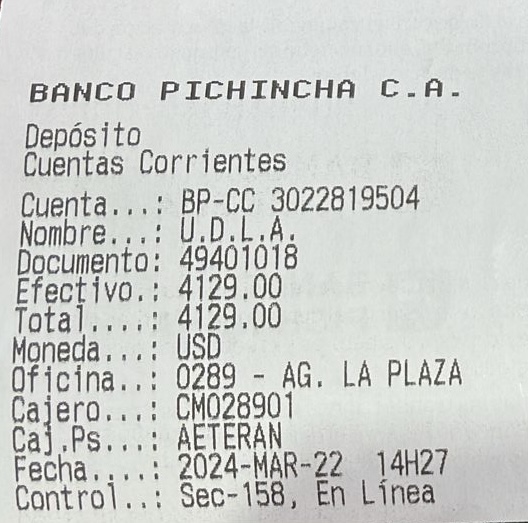 BANCO PICHINCHA C.A.
Depósito
Cuentas Corrientes
Cuenta...: BP-CC 3022819504
Nombre...: U.D.L.A.
Documento: 49401018
Efectivo.: 4129.00
Total....: 4129.00
Moneda...: USD
Oficina..: 0289 - AG. LA PLAZA
Cajero...: CM028901
Caj.Ps...: AETERAN
Fecha....: 2024-MAR-22 14H27
Control..: Sec-158, En Línea